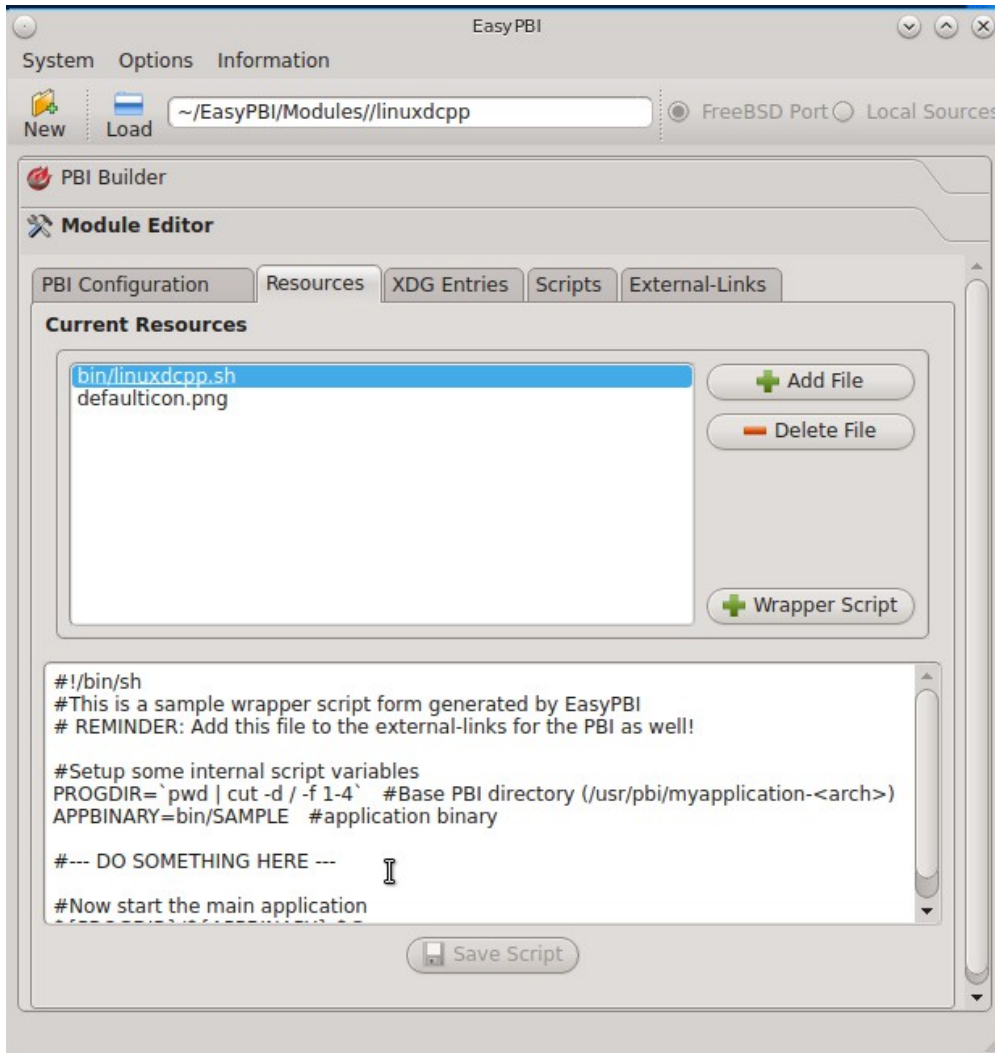 EasyPBI
System Options Information
New Load ~/EasyPBI/Modules//linuxdcpp FreeBSD Port Local Sources
PBI Builder
Module Editor
PBI Configuration Resources XDG Entries Scripts External-Links
Current Resources
bin/linuxdcpp.sh
defaulticon.png
Add File
Delete File
Wrapper Script
#!/bin/sh
#This is a sample wrapper script form generated by EasyPBI
# REMINDER: Add this file to the external-links for the PBI as well!
#Setup some internal script variables
PROGDIR=`pwd | cut -d / -f 1-4` #Base PBI directory (/usr/pbi/myapplication-<arch>)
APPBINARY=bin/SAMPLE #application binary
#--- DO SOMETHING HERE ---
#Now start the main application
Save Script